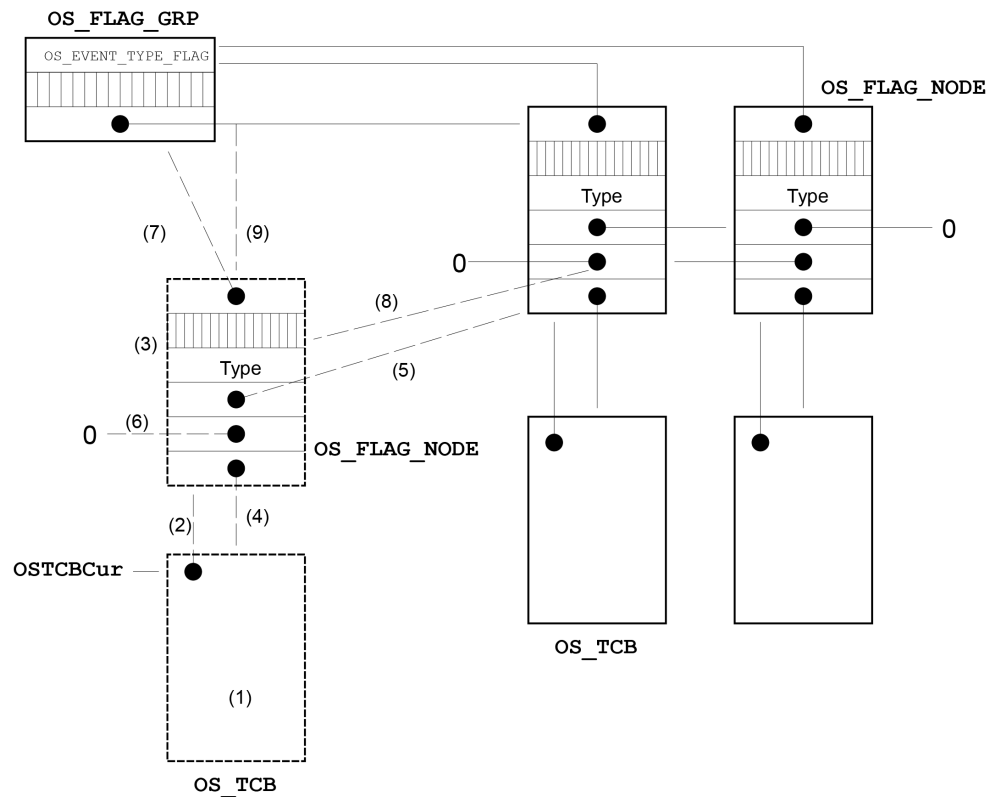 OS_FLAG_GRP
OS_EVENT_TYPE_FLAG
OS_FLAG_NODE
Type
Type
(7)
(9)
0
0
(8)
(3)
Type
(5)
(6)
0
OS_FLAG_NODE
(2)
(4)
OSTCBCur
OS_TCB
(1)
OS_TCB